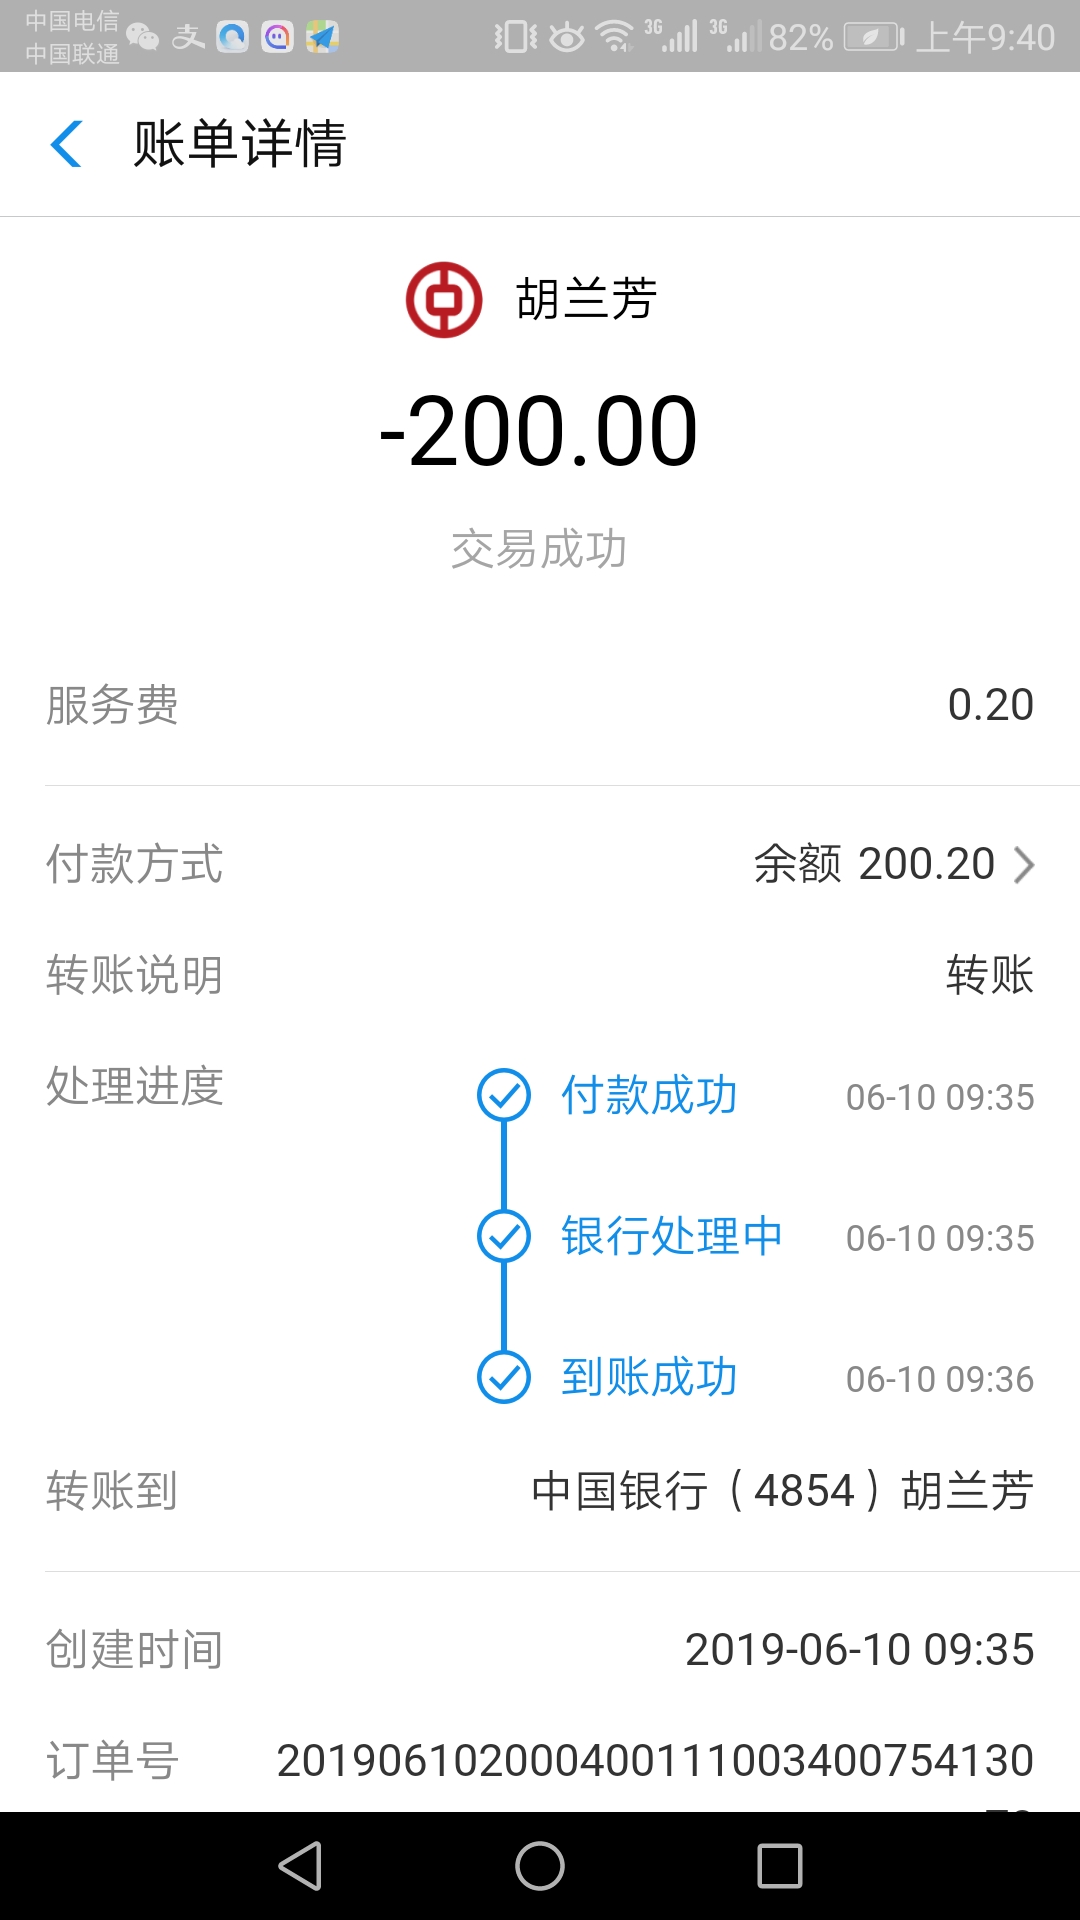 中国电信
中国联通
3G
3G
82%
上午9:40
账单详情
胡兰芳
-200.00
交易成功
服务费 0.20
付款方式 余额 200.20
转账说明 转账
处理进度 付款成功 06-10 09:35
银行处理中 06-10 09:35
到账成功 06-10 09:36
转账到 中国银行（4854）胡兰芳
创建时间 2019-06-10 09:35
订单号 201906102000400111003400754130